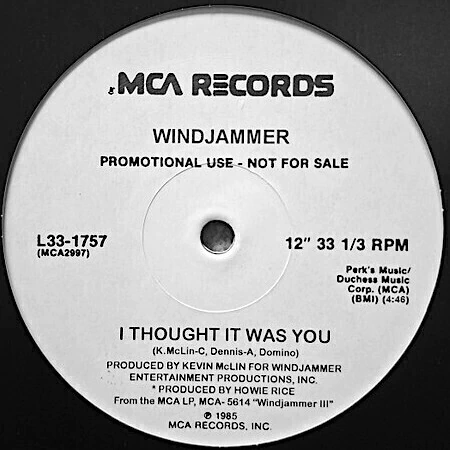 MCA RECORDS
WINDJAMMER
PROMOTIONAL USE - NOT FOR SALE
L33-1757
(MCA2997)
12" 33 1/3 RPM
Perk's Music/
Duchess Music
Corp. (MCA)
(BMI) (4:46)
I THOUGHT IT WAS YOU
(K.McLin-C, Dennis-A, Domino)
PRODUCED BY KEVIN McLIN FOR WINDJAMMER
ENTERTAINMENT PRODUCTIONS, INC.
* PRODUCED BY HOWIE RICE
From the MCA LP, MCA- 5614 "Windjammer III"
℗ 1985
MCA RECORDS, INC.